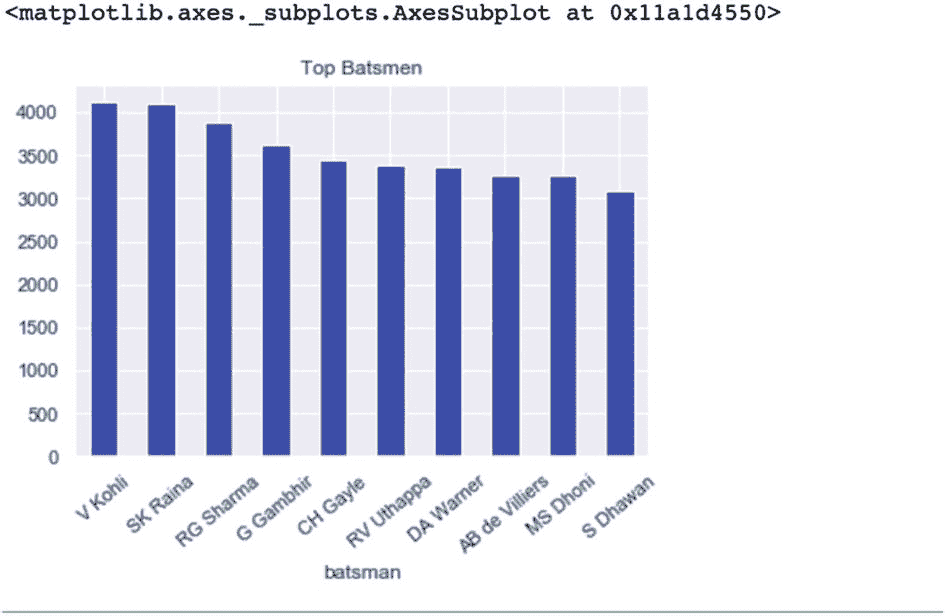 <matplotlib.axes._subplots.AxesSubplot at 0x11a1d4550>
Top Batsmen
4000
3500
3000
2500
2000
1500
1000
500
0
V Kohli
SK Raina
RG Sharma
G Gambhir
CH Gayle
RV Uthappa
DA Warner
AB de Villiers
MS Dhoni
S Dhawan
batsman